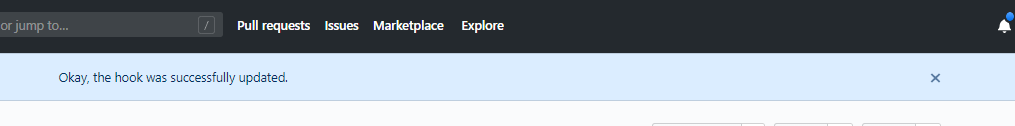 or jump to... /
Pull requests Issues Marketplace Explore
Okay, the hook was successfully updated.